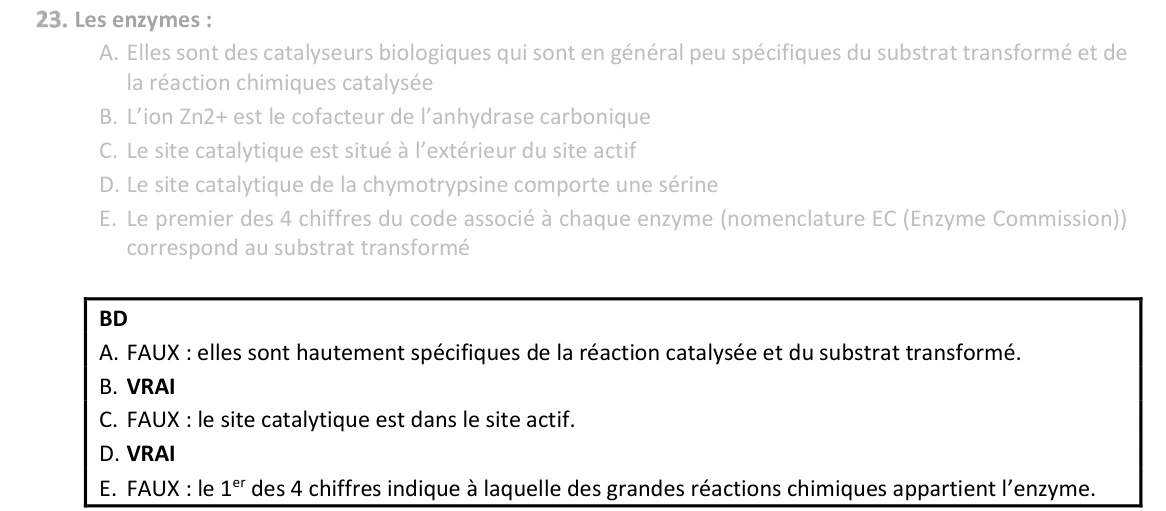 23. Les enzymes :
A. Elles sont des catalyseurs biologiques qui sont en général peu spécifiques du substrat transformé et de
la réaction chimiques catalysée
B. L’ion Zn2+ est le cofacteur de l’anhydrase carbonique
C. Le site catalytique est situé à l’extérieur du site actif
D. Le site catalytique de la chymotrypsine comporte une sérine
E. Le premier des 4 chiffres du code associé à chaque enzyme (nomenclature EC (Enzyme Commission))
correspond au substrat transformé
BD
A. FAUX : elles sont hautement spécifiques de la réaction catalysée et du substrat transformé.
B. VRAI
C. FAUX : le site catalytique est dans le site actif.
D. VRAI
E. FAUX : le 1er des 4 chiffres indique à laquelle des grandes réactions chimiques appartient l’enzyme.